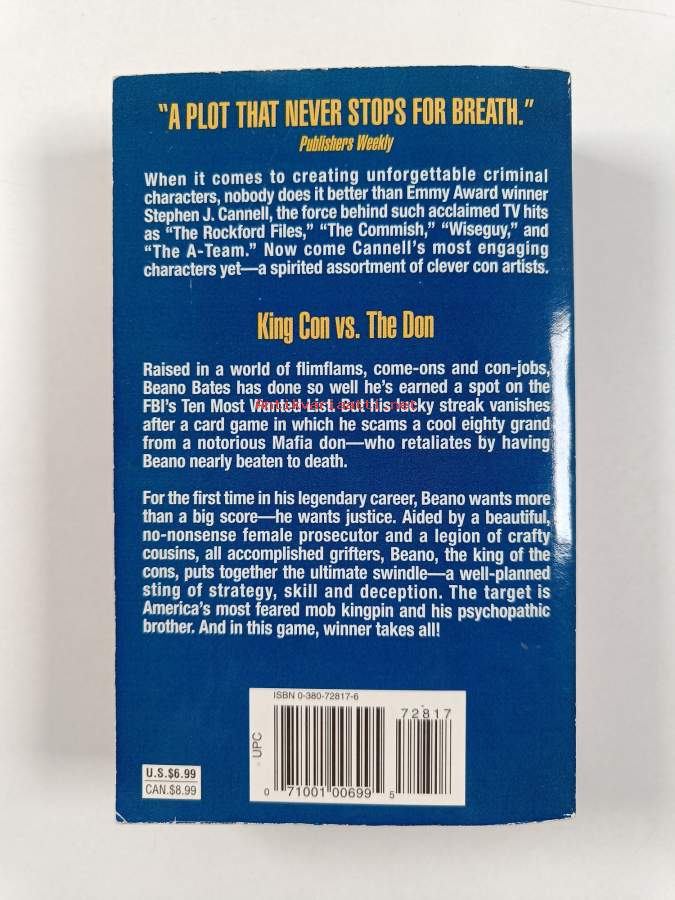 "A PLOT THAT NEVER STOPS FOR BREATH."
Publishers Weekly
When it comes to creating unforgettable criminal
characters, nobody does it better than Emmy Award winner
Stephen J. Cannell, the force behind such acclaimed TV hits
as "The Rockford Files," "The Commish," "Wiseguy," and
"The A-Team." Now come Cannell's most engaging
characters yet—a spirited assortment of clever con artists.
King Con vs. The Don
Raised in a world of flimflams, come-ons and con-jobs,
Beano Bates has done so well he's earned a spot on the
FBI's Ten Most Wanted List. But his lucky streak vanishes
after a card game in which he scams a cool eighty grand
from a notorious Mafia don—who retaliates by having
Beano nearly beaten to death.
For the first time in his legendary career, Beano wants more
than a big score—he wants justice. Aided by a beautiful,
no-nonsense female prosecutor and a legion of crafty
cousins, all accomplished grifters, Beano, the king of the
cons, puts together the ultimate swindle—a well-planned
sting of strategy, skill and deception. The target is
America's most feared mob kingpin and his psychopathic
brother. And in this game, winner takes all!
ISBN 0-380-72817-6
72817
UPC
U.S.$6.99
CAN.$8.99
0 71001 00699 5